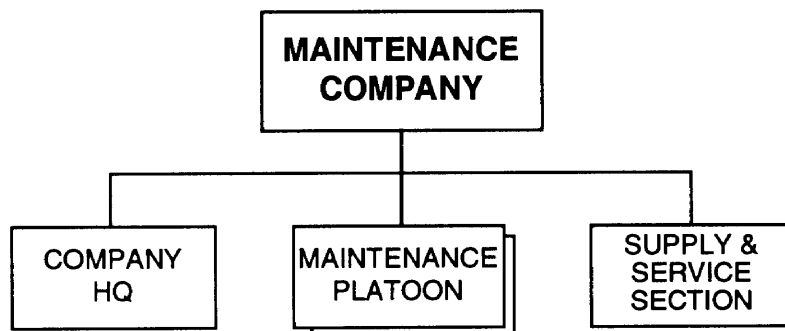 MAINTENANCE
COMPANY
COMPANY
HQ
MAINTENANCE
PLATOON
SUPPLY &
SERVICE
SECTION